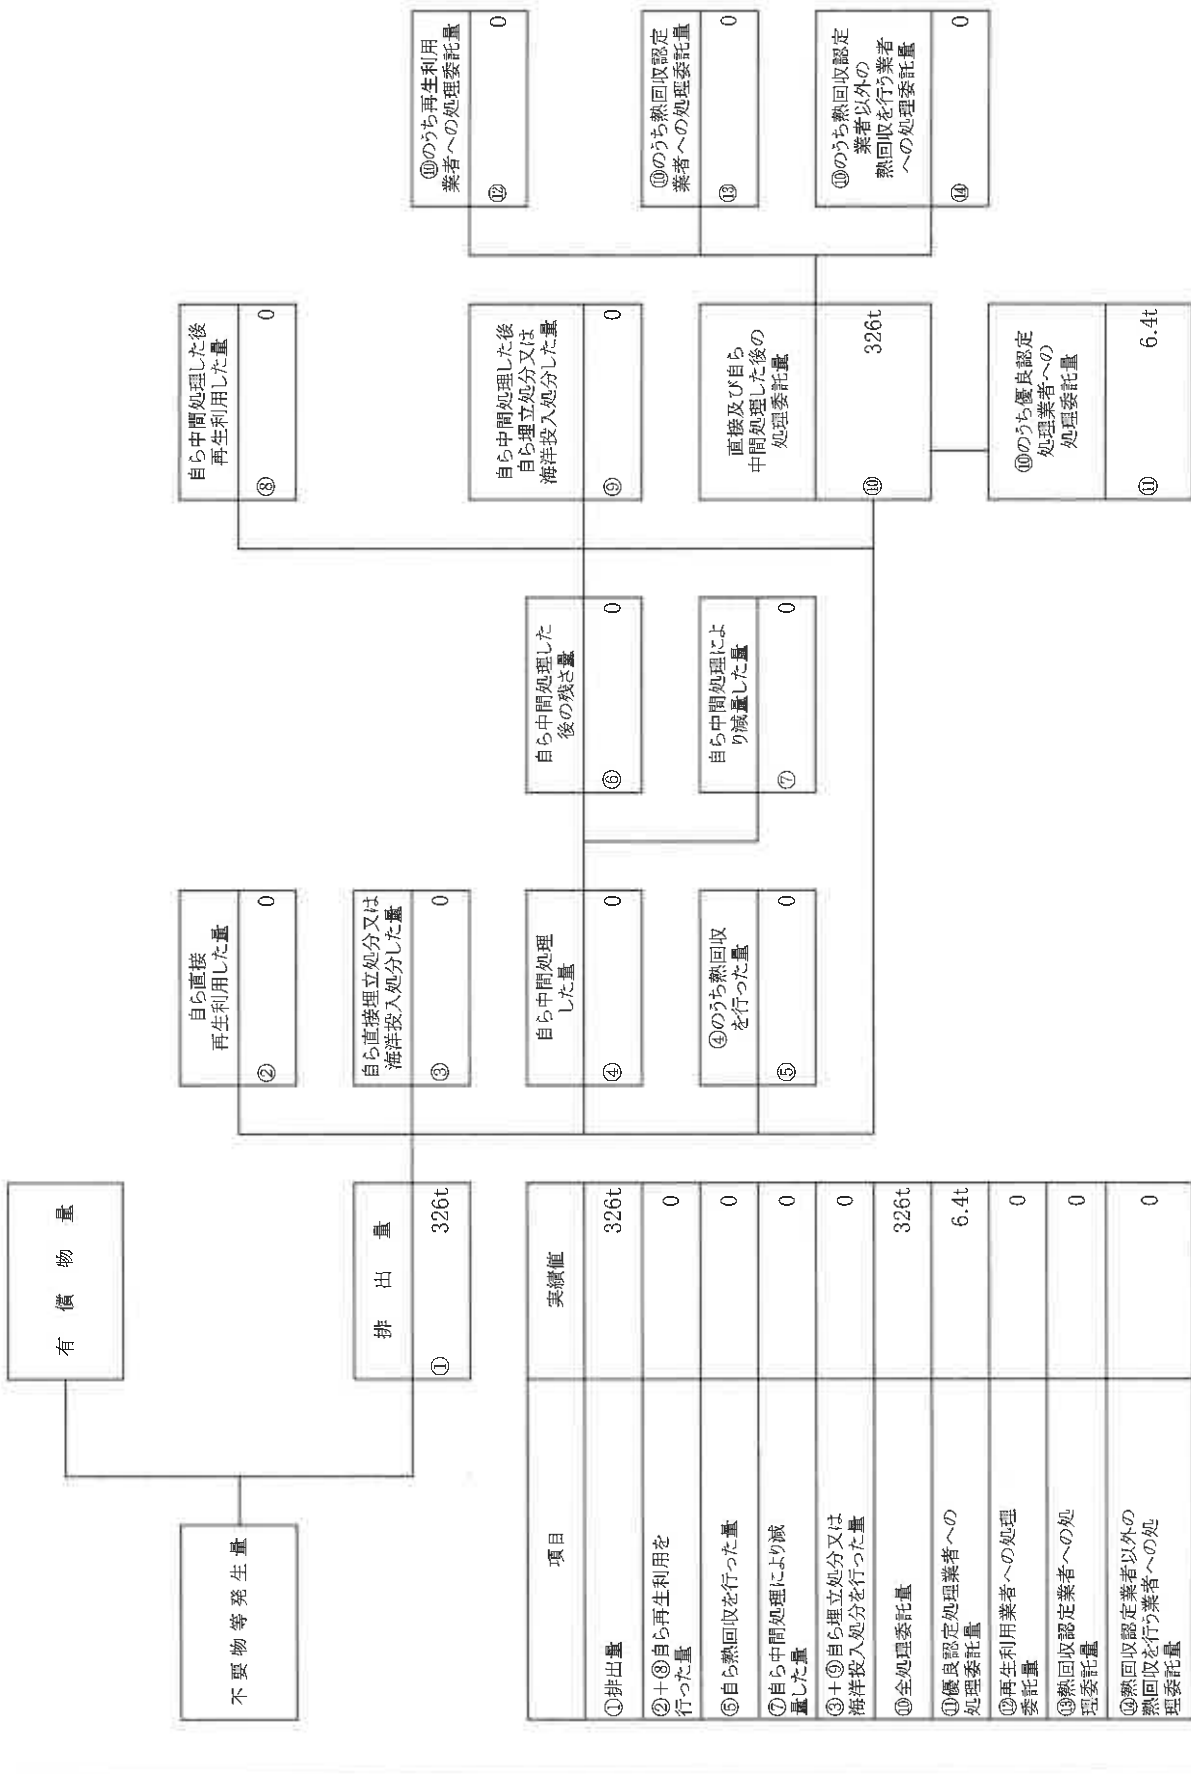 有償物量
不要物等発生量
排出量
① 326t
自ら直接
再生利用した量
② 0
自ら直接埋立処分又は
海洋投入処分した量
③ 0
自ら中間処理
した量
④ 0
④のうち熱回収
を行った量
⑤ 0
自ら中間処理した
後の残さ量
⑥ 0
自ら中間処理によ
り減量した量
⑦ 0
自ら中間処理した後
再生利用した量
⑧ 0
自ら中間処理した後
自ら埋立処分又は
海洋投入処分した量
⑨ 0
直接及び自ら
中間処理した後の
処理委託量
⑩ 326t
⑩のうち優良認定
処理業者への
処理委託量
⑪ 6.4t
⑩のうち再生利用
業者への処理委託量
⑫ 0
⑩のうち熱回収認定
業者への処理委託量
⑬ 0
⑩のうち熱回収認定
業者以外の
熱回収を行う業者
への処理委託量
⑭ 0
項目 実績値
①排出量 326t
②+⑧自ら再生利用を
行った量 0
⑤自ら熱回収を行った量 0
⑦自ら中間処理により減
量した量 0
③+⑨自ら埋立処分又は
海洋投入処分を行った量 0
⑩全処理委託量 326t
⑪優良認定処理業者への
処理委託量 6.4t
⑫再生利用業者への処理
委託量 0
⑬熱回収認定業者への処
理委託量 0
⑭熱回収認定業者以外の
熱回収を行う業者への処
理委託量 0